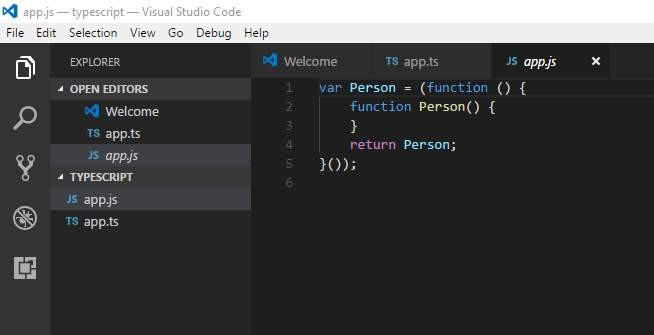 app.js — typescript — Visual Studio Code
File Edit Selection View Go Debug Help
EXPLORER
OPEN EDITORS
Welcome
TS app.ts
JS app.js
TYPESCRIPT
JS app.js
TS app.ts
Welcome TS app.ts JS app.js ×
1 var Person = (function () {
2 function Person() {
3 }
4 return Person;
5 }());
6